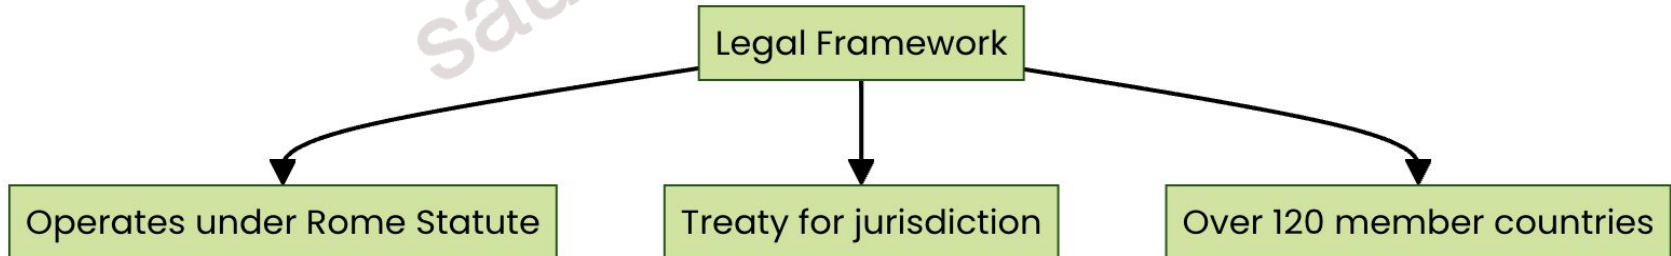 Legal Framework
Operates under Rome Statute
Treaty for jurisdiction
Over 120 member countries